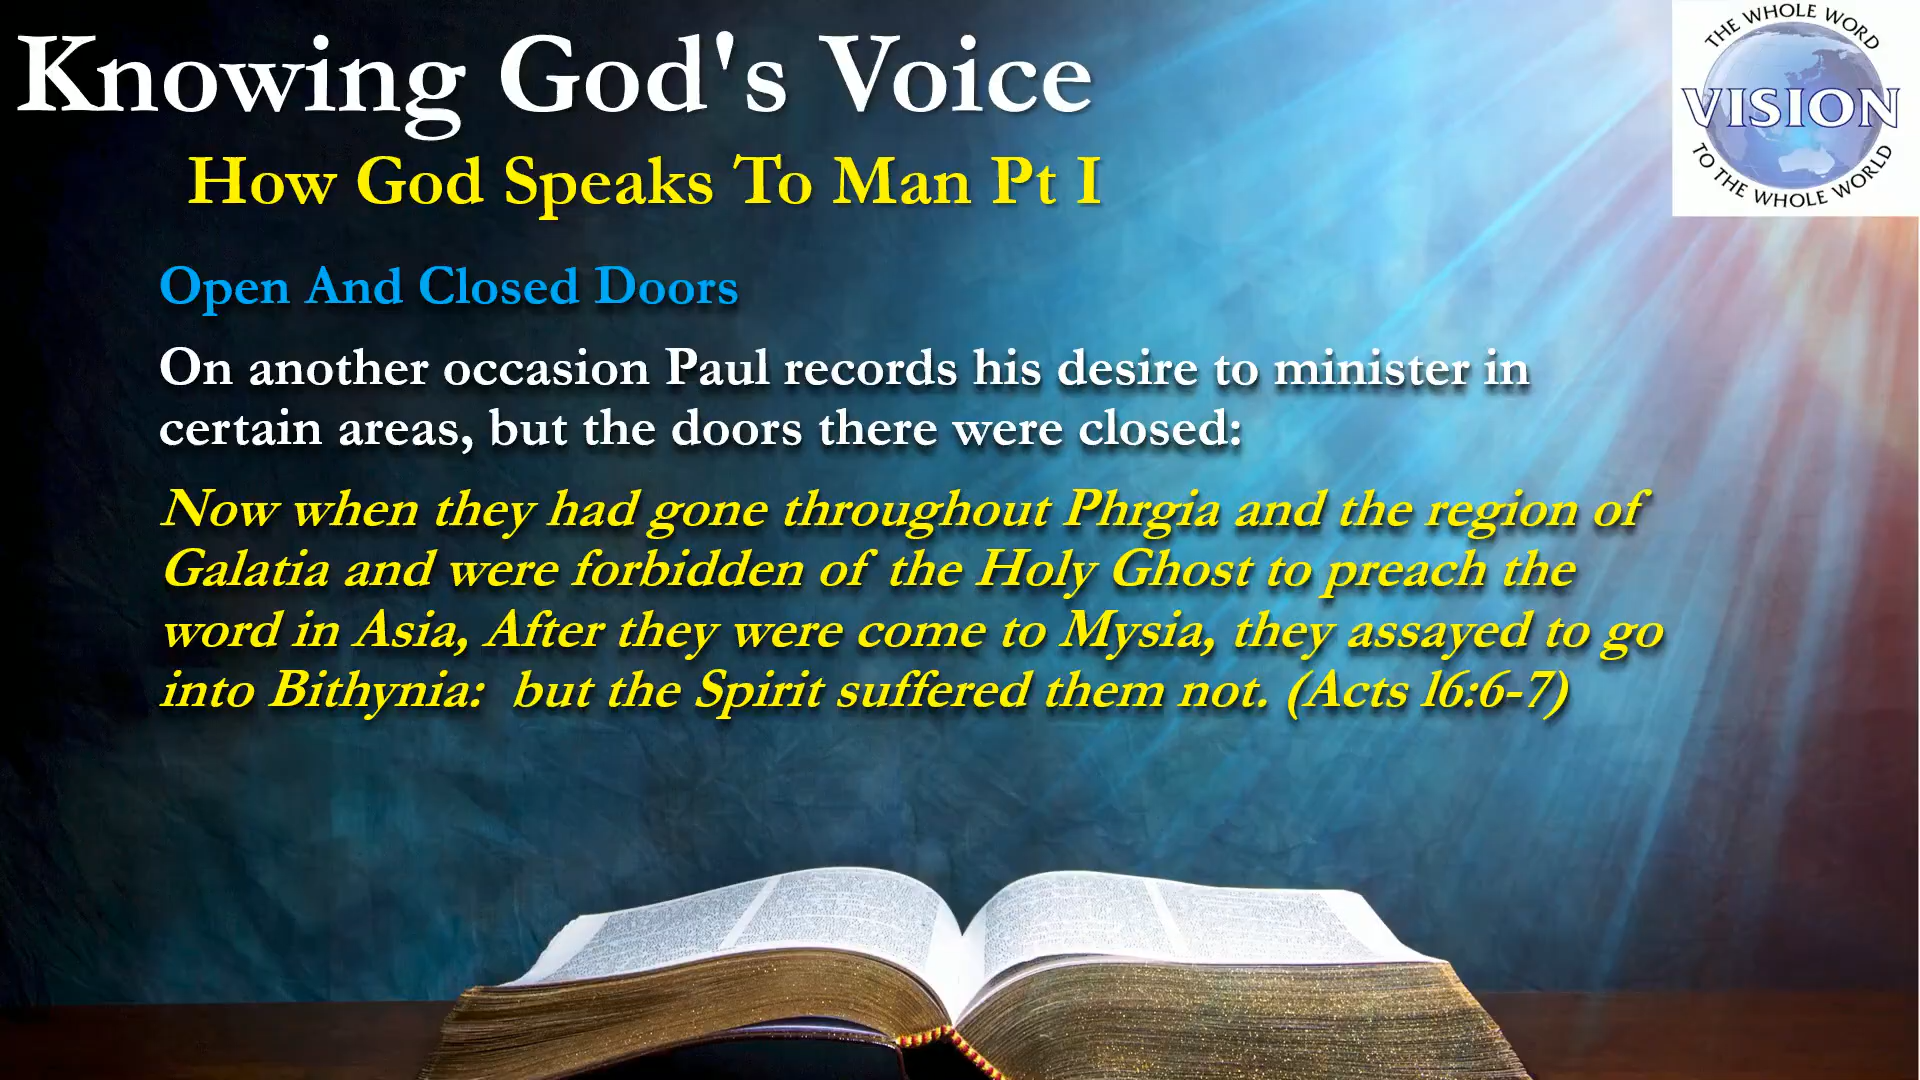 Knowing God's Voice
How God Speaks To Man Pt I
THE WHOLE WORD
VISION
TO THE WHOLE WORLD
Open And Closed Doors
On another occasion Paul records his desire to minister in
certain areas, but the doors there were closed:
Now when they had gone throughout Phrgia and the region of
Galatia and were forbidden of the Holy Ghost to preach the
word in Asia, After they were come to Mysia, they assayed to go
into Bithynia: but the Spirit suffered them not. (Acts l6:6-7)